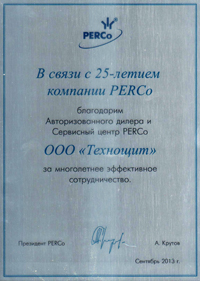 PERCo
В связи с 25-летием
компании PERCo
благодарим
Авторизованного дилера и
Сервисный центр PERCo
ООО «Технощит»
за многолетнее эффективное
сотрудничество.
Президент PERCo А. Крутов
Сентябрь 2013 г.